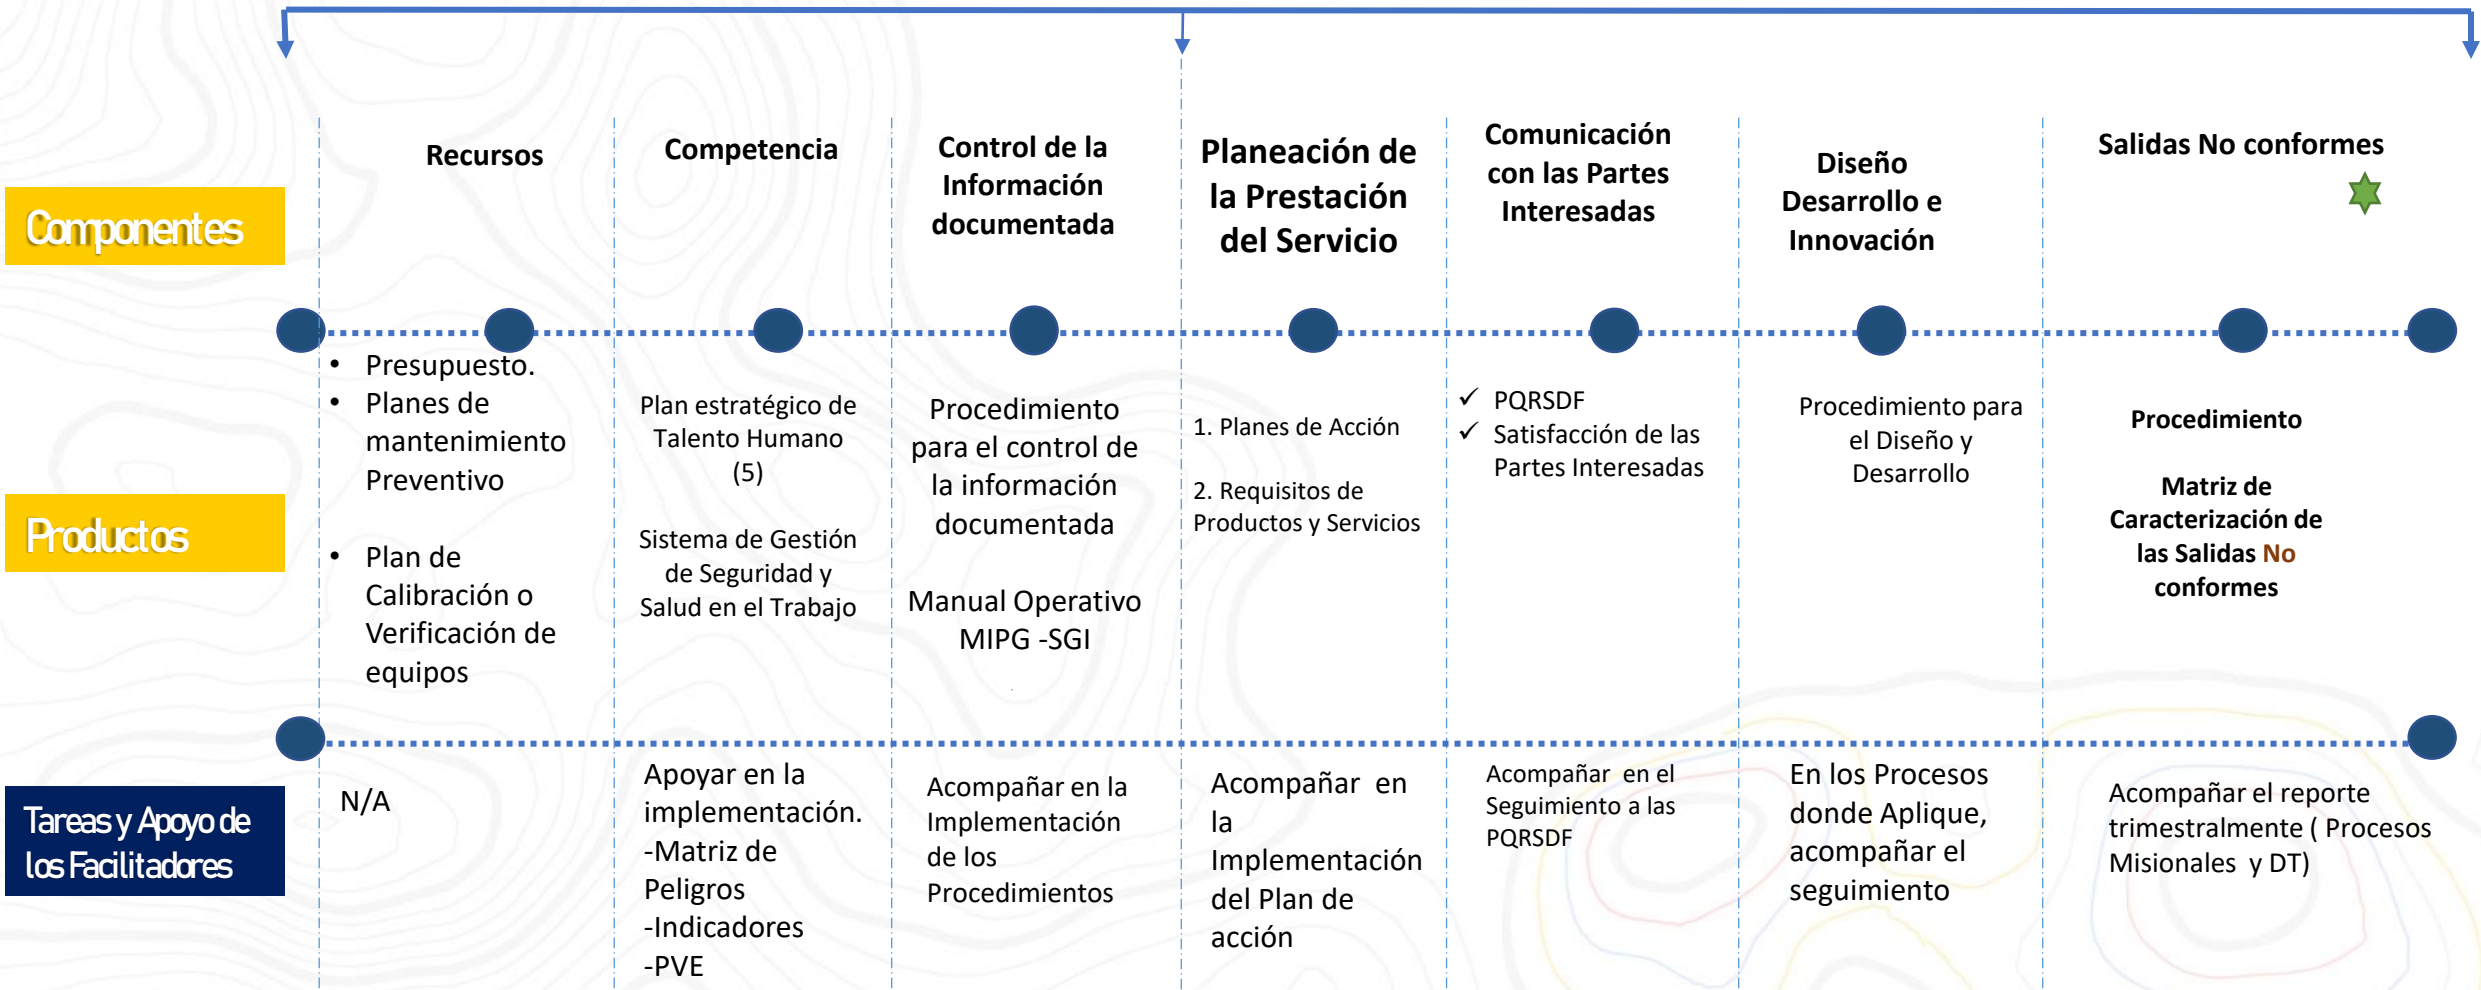 Componentes
Recursos
Competencia
Control de la
Información
documentada
Planeación de
la Prestación
del Servicio
Comunicación
con las Partes
Interesadas
Diseño
Desarrollo e
Innovación
Salidas No conformes
Productos
• Presupuesto.
• Planes de
mantenimiento
Preventivo
• Plan de
Calibración o
Verificación de
equipos
Plan estratégico de
Talento Humano
(5)
Sistema de Gestión
de Seguridad y
Salud en el Trabajo
Procedimiento
para el control de
la información
documentada
Manual Operativo
MIPG -SGI
.
1. Planes de Acción
2. Requisitos de
Productos y Servicios
✓ PQRSDF
✓ Satisfacción de las
Partes Interesadas
Procedimiento para
el Diseño y
Desarrollo
Procedimiento
Matriz de
Caracterización de
las Salidas No
conformes
Tareas y Apoyo de
los Facilitadores
N/A
Apoyar en la
implementación.
-Matriz de
Peligros
-Indicadores
-PVE
Acompañar en la
Implementación
de los
Procedimientos
Acompañar en
la
Implementación
del Plan de
acción
Acompañar en el
Seguimiento a las
PQRSDF
En los Procesos
donde Aplique,
acompañar el
seguimiento
Acompañar el reporte
trimestralmente ( Procesos
Misionales y DT)